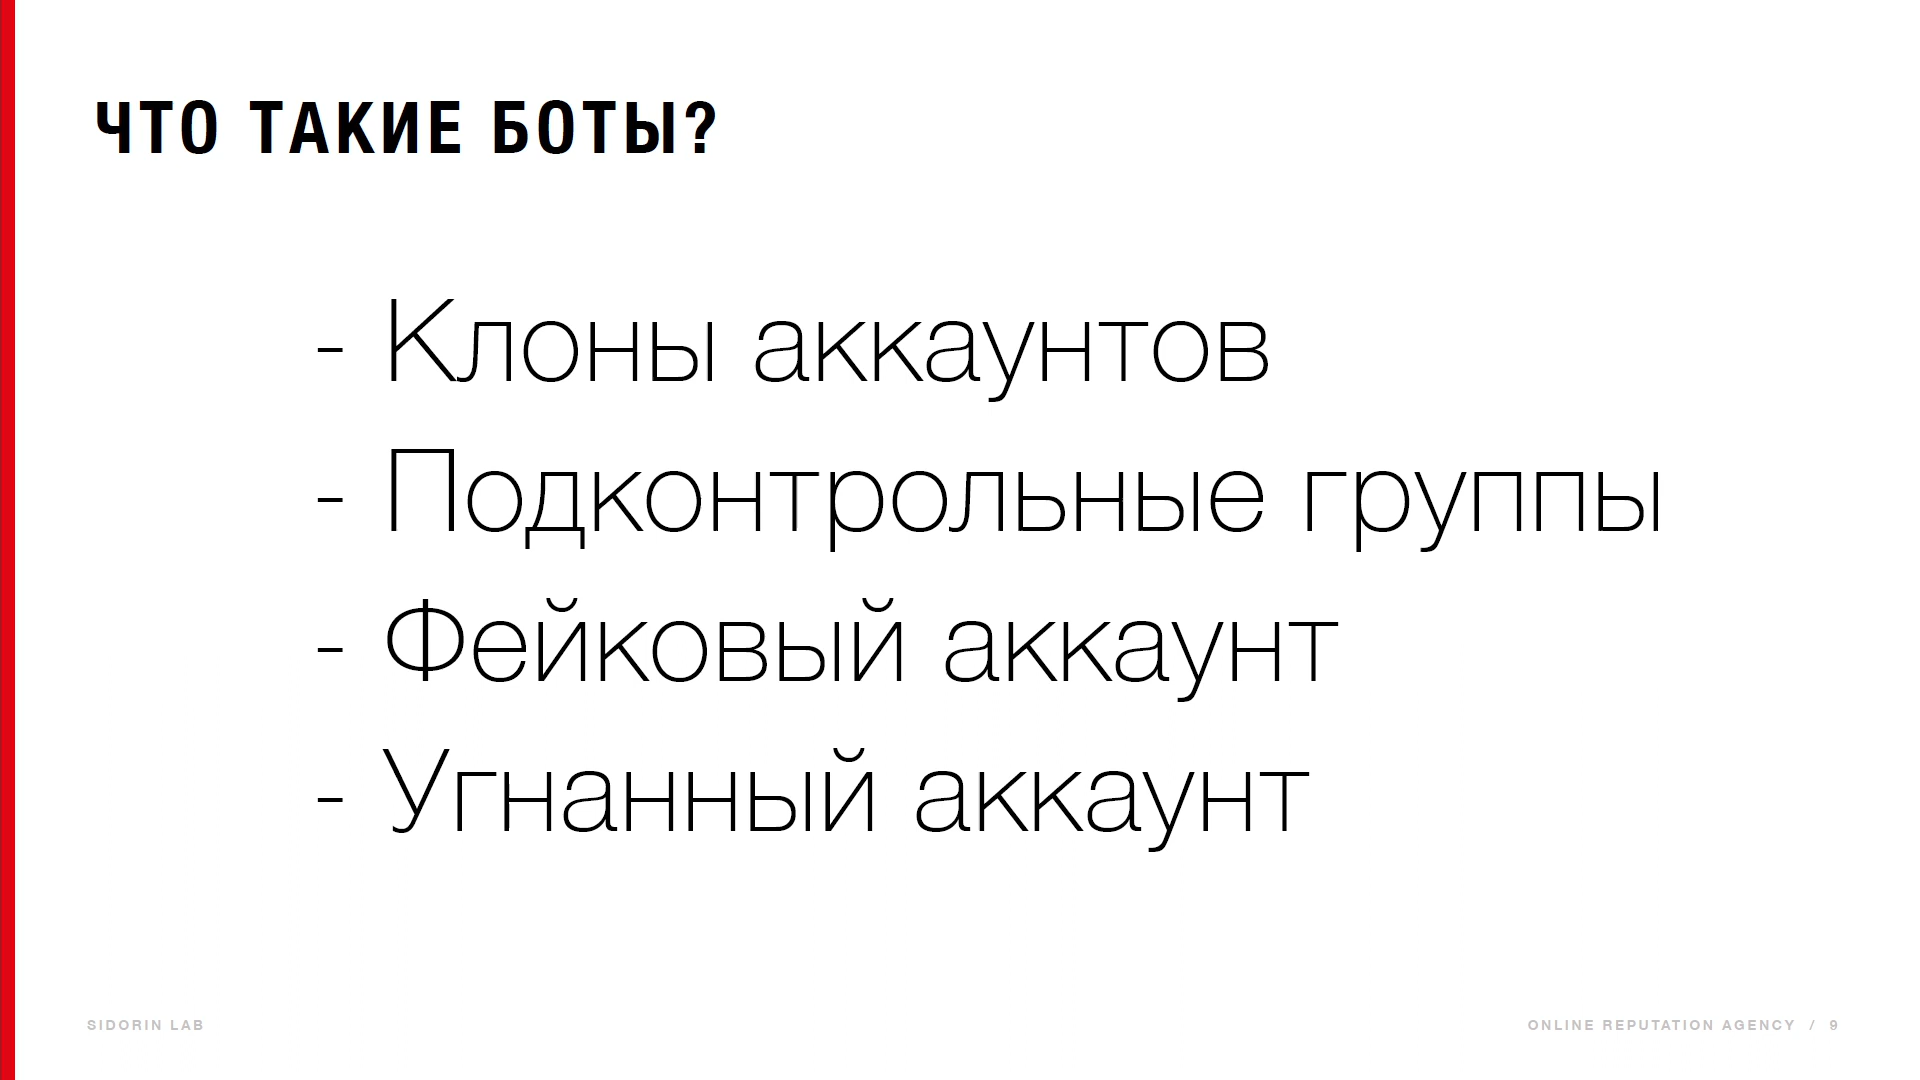 ЧТО ТАКИЕ БОТЫ?
- Клоны аккаунтов
- Подконтрольные группы
- Фейковый аккаунт
- Угнанный аккаунт
SIDORIN LAB
ONLINE REPUTATION AGENCY / 9